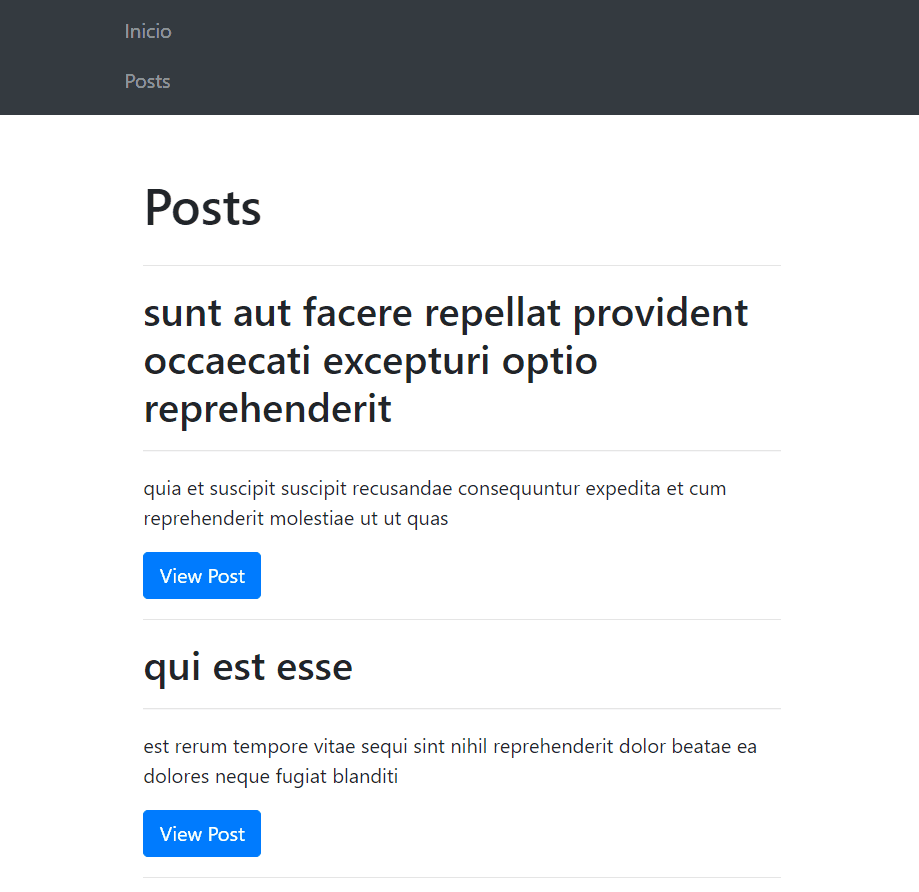 Inicio
Posts
Posts
sunt aut facere repellat provident
occaecati excepturi optio
reprehenderit
quia et suscipit suscipit recusandae consequuntur expedita et cum
reprehenderit molestiae ut ut quas
View Post
qui est esse
est rerum tempore vitae sequi sint nihil reprehenderit dolor beatae ea
dolores neque fugiat blanditi
View Post